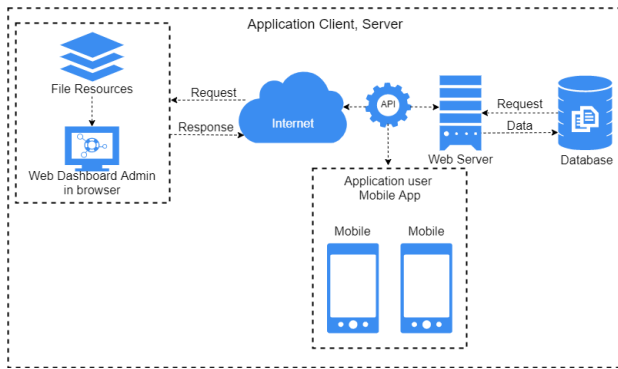 Application Client, Server
File Resources
Web Dashboard Admin
in browser
Request
Response
Internet
API
Web Server
Request
Data
Database
Application user
Mobile App
Mobile
Mobile